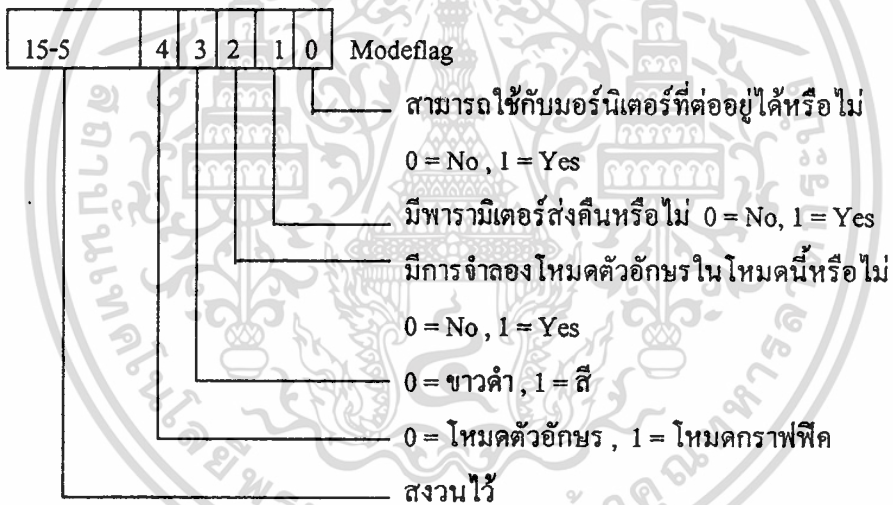 15-5 4 3 2 1 0 Modeflag
สามารถใช้กับมอร์นิเตอร์ที่ต่ออยู่ได้หรือไม่
0 = No , 1 = Yes
มีพารามิเตอร์ส่งคืนหรือไม่ 0 = No, 1 = Yes
มีการจำลองโหมดตัวอักษรในโหมดนี้หรือไม่
0 = No , 1 = Yes
0 = ขาวดำ , 1 = สี
0 = โหมดตัวอักษร , 1 = โหมดกราฟฟิค
สงวนไว้